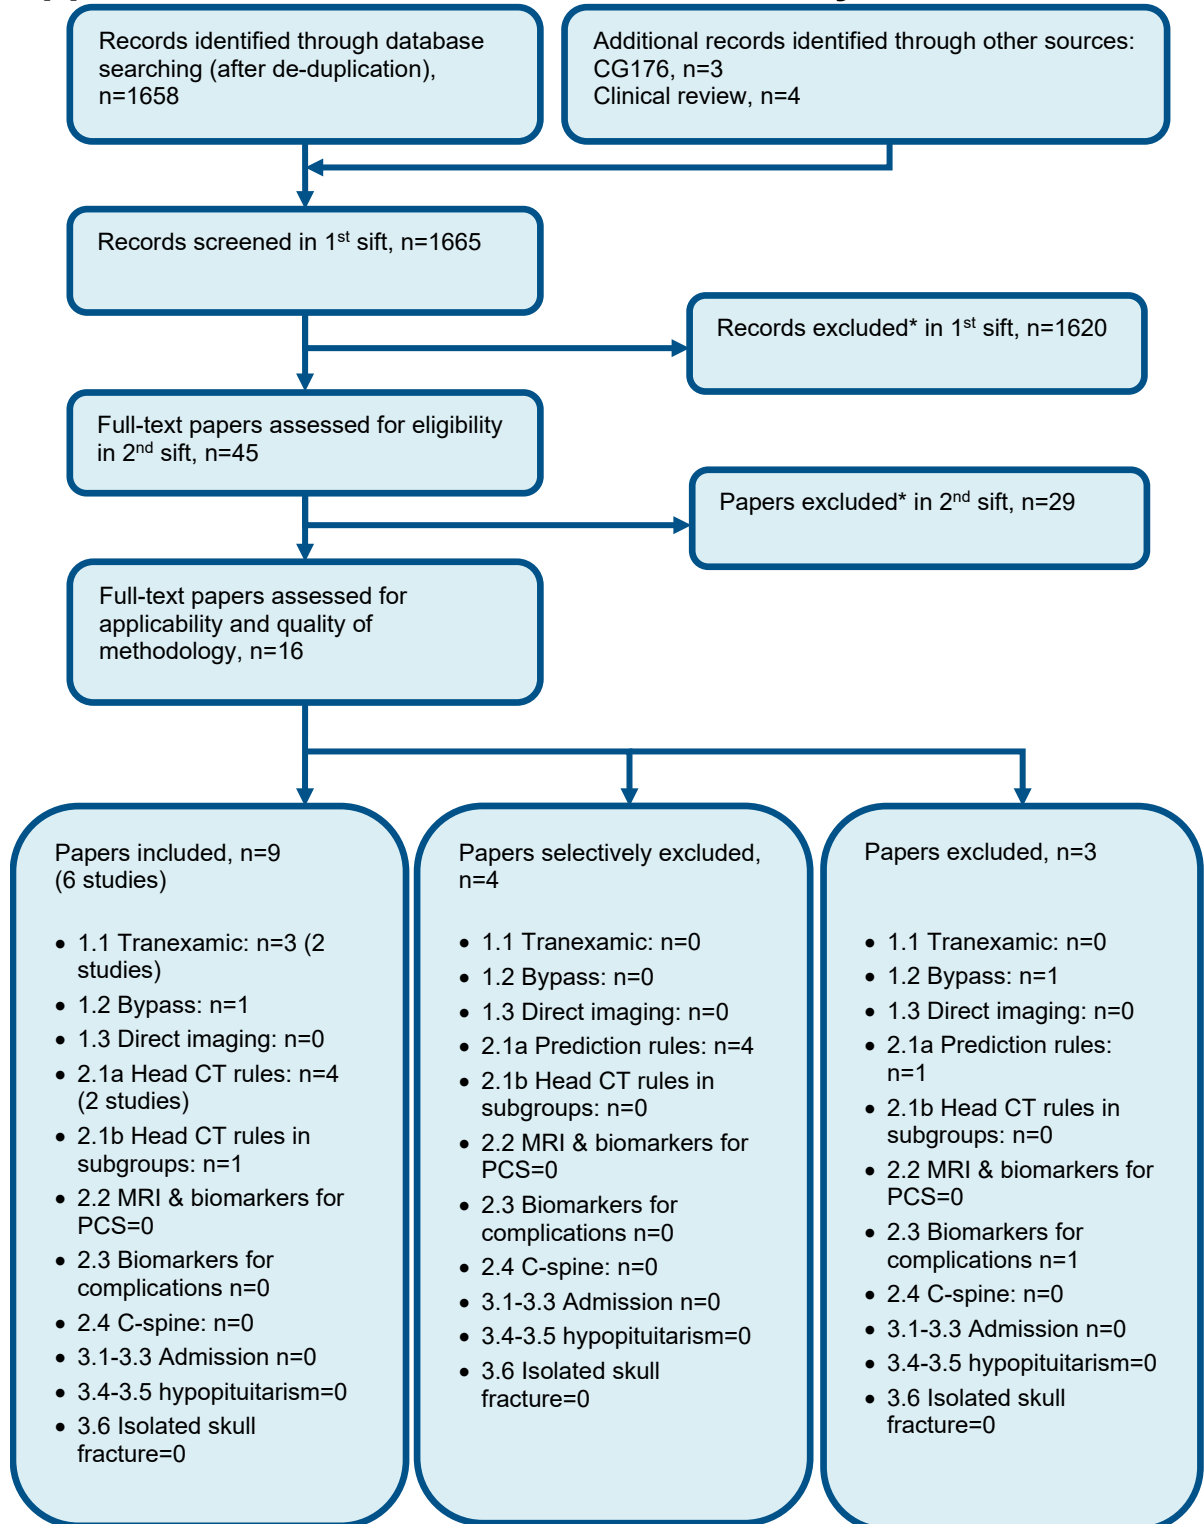 Records identified through database
searching (after de-duplication),
n=1658
Additional records identified through other sources:
CG176, n=3
Clinical review, n=4
Records screened in 1st sift, n=1665
Records excluded* in 1st sift, n=1620
Full-text papers assessed for eligibility
in 2nd sift, n=45
Papers excluded* in 2nd sift, n=29
Full-text papers assessed for
applicability and quality of
methodology, n=16
Papers included, n=9
(6 studies)
• 1.1 Tranexamic: n=3 (2
studies)
• 1.2 Bypass: n=1
• 1.3 Direct imaging: n=0
• 2.1a Head CT rules: n=4
(2 studies)
• 2.1b Head CT rules in
subgroups: n=1
• 2.2 MRI & biomarkers for
PCS=0
• 2.3 Biomarkers for
complications n=0
• 2.4 C-spine: n=0
• 3.1-3.3 Admission n=0
• 3.4-3.5 hypopituitarism=0
• 3.6 Isolated skull
fracture=0
Papers selectively excluded,
n=4
• 1.1 Tranexamic: n=0
• 1.2 Bypass: n=0
• 1.3 Direct imaging: n=0
• 2.1a Prediction rules: n=4
• 2.1b Head CT rules in
subgroups: n=0
• 2.2 MRI & biomarkers for
PCS=0
• 2.3 Biomarkers for
complications n=0
• 2.4 C-spine: n=0
• 3.1-3.3 Admission n=0
• 3.4-3.5 hypopituitarism=0
• 3.6 Isolated skull
fracture=0
Papers excluded, n=3
• 1.1 Tranexamic: n=0
• 1.2 Bypass: n=1
• 1.3 Direct imaging: n=0
• 2.1a Prediction rules:
n=1
• 2.1b Head CT rules in
subgroups: n=0
• 2.2 MRI & biomarkers for
PCS=0
• 2.3 Biomarkers for
complications n=1
• 2.4 C-spine: n=0
• 3.1-3.3 Admission n=0
• 3.4-3.5 hypopituitarism=0
• 3.6 Isolated skull
fracture=0